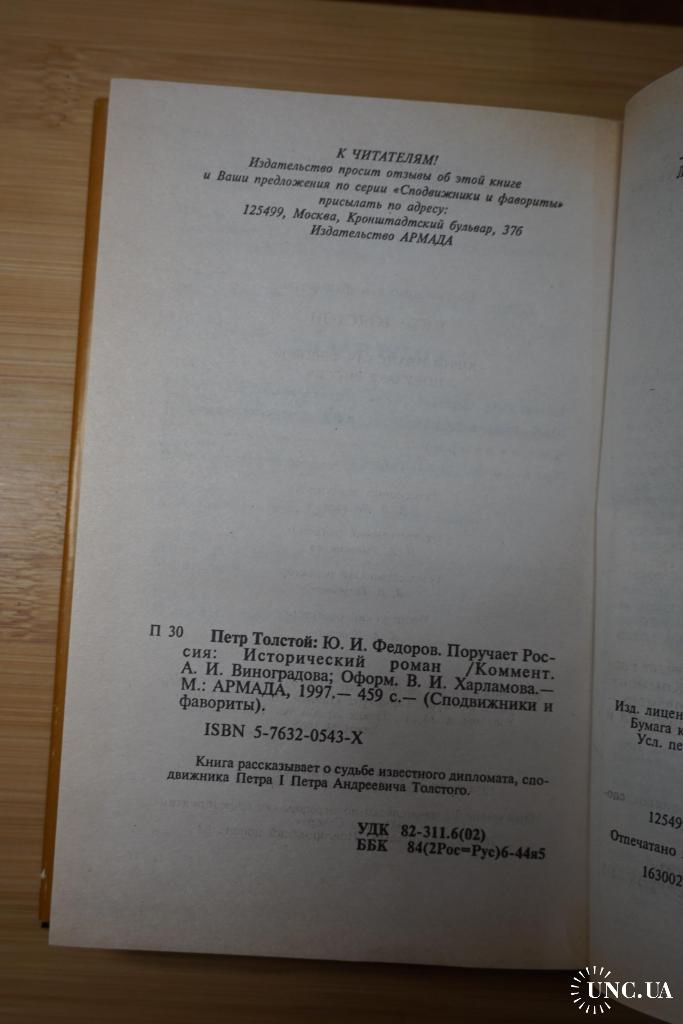 К ЧИТАТЕЛЯМ!
Издательство просит отзывы об этой книге
и Ваши предложения по серии «Сподвижники и фавориты»
присылать по адресу:
125499, Москва, Кронштадтский бульвар, 37б
Издательство АРМАДА
П 30 Петр Толстой: Ю. И. Федоров. Поручает Рос-
сия: Исторический роман /Коммент.
А. И. Виноградова; Оформ. В. И. Харламова.—
М.: АРМАДА, 1997.— 459 с.— (Сподвижники и
фавориты).
ISBN 5-7632-0543-X
Книга рассказывает о судьбе известного дипломата, спо-
движника Петра I Петра Андреевича Толстого.
УДК 82-311.6(02)
ББК 84(2Рос=Рус)6-44я5
Изд. лицен
Бумага к
Усл. пе
125499
Отпечатано
163002
UNC.UA